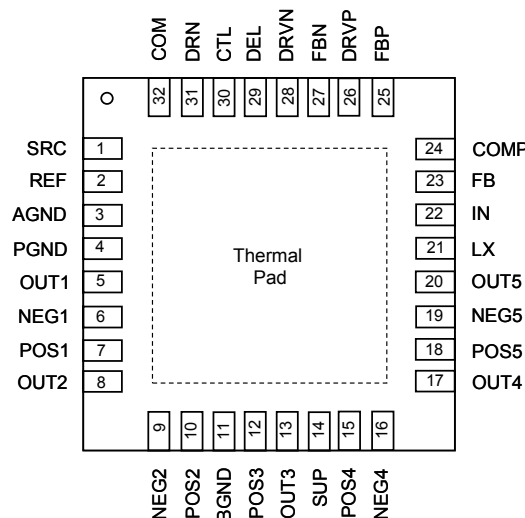 COM DRN CTL DEL DRVN FBN DRVP FBP
32 31 30 29 28 27 26 25
SRC 1 24 COMP
REF 2 23 FB
AGND 3 22 IN
PGND 4 21 LX
Thermal
Pad
OUT1 5 20 OUT5
NEG1 6 19 NEG5
POS1 7 18 POS5
OUT2 8 17 OUT4
9 10 11 12 13 14 15 16
NEG2 POS2 BGND POS3 OUT3 SUP POS4 NEG4